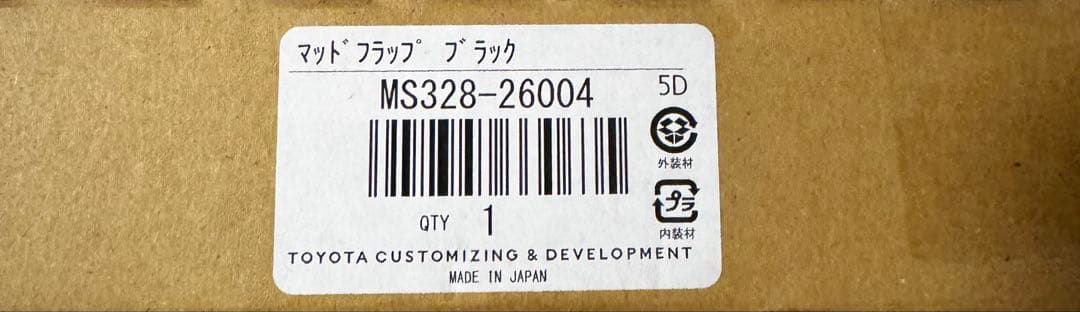 ﾏｯﾄﾞﾌﾗｯﾌﾟ ﾌﾞﾗｯｸ
MS328-26004
5D
外装材
プラ
内装材
QTY 1
TOYOTA CUSTOMIZING & DEVELOPMENT
MADE IN JAPAN